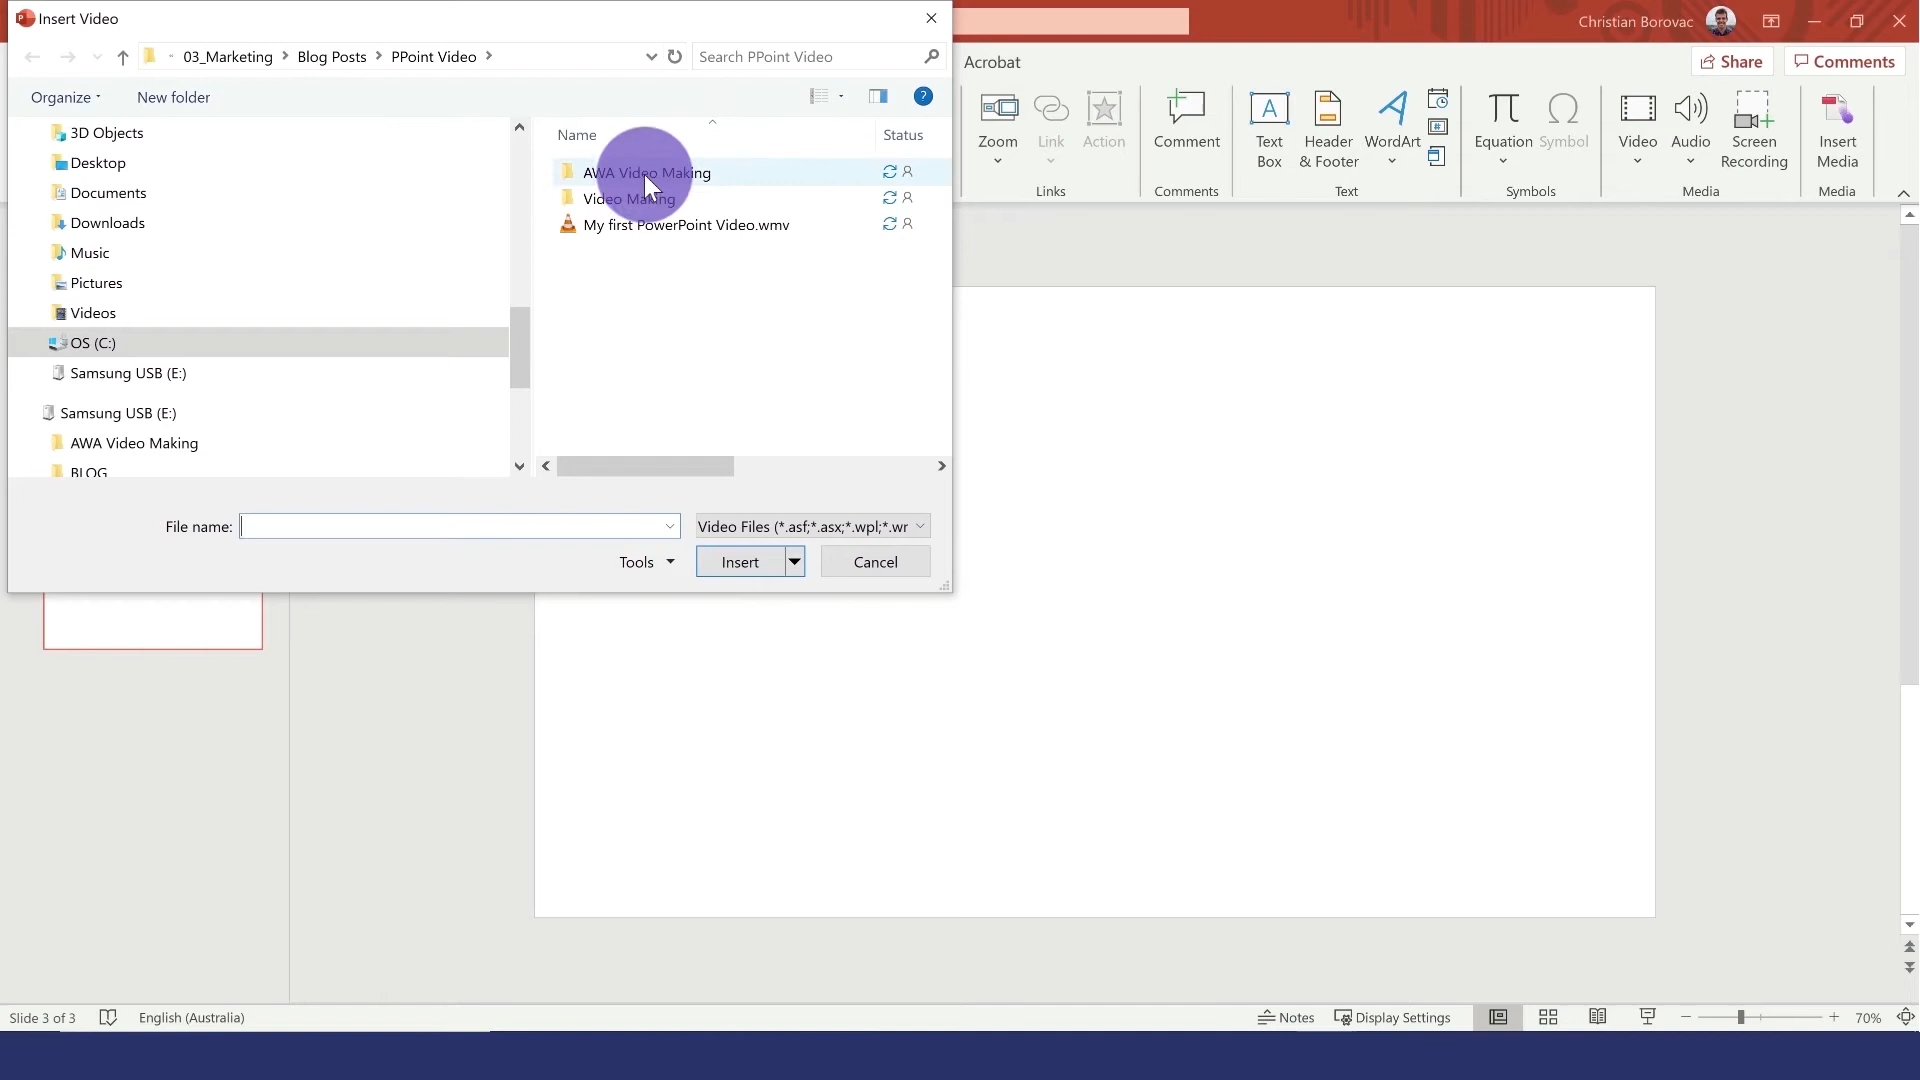 Insert Video
Christian Borovac
03_Marketing
Blog Posts
PPoint Video
Search PPoint Video
Acrobat
Share
Comments
Organize
New folder
3D Objects
Desktop
Documents
Downloads
Music
Pictures
Videos
OS (C:)
Samsung USB (E:)
Samsung USB (E:)
AWA Video Making
BLOG
Name
Status
AWA Video Making
Video Making
My first PowerPoint Video.wmv
File name:
Video Files (*.asf;*.asx;*.wpl;*.wr
Tools
Insert
Cancel
Zoom
Link
Action
Links
Comment
Comments
Text
Box
Header
& Footer
WordArt
Text
Equation
Symbol
Symbols
Video
Audio
Screen
Recording
Media
Insert
Media
Media
Slide 3 of 3
English (Australia)
Notes
Display Settings
70%